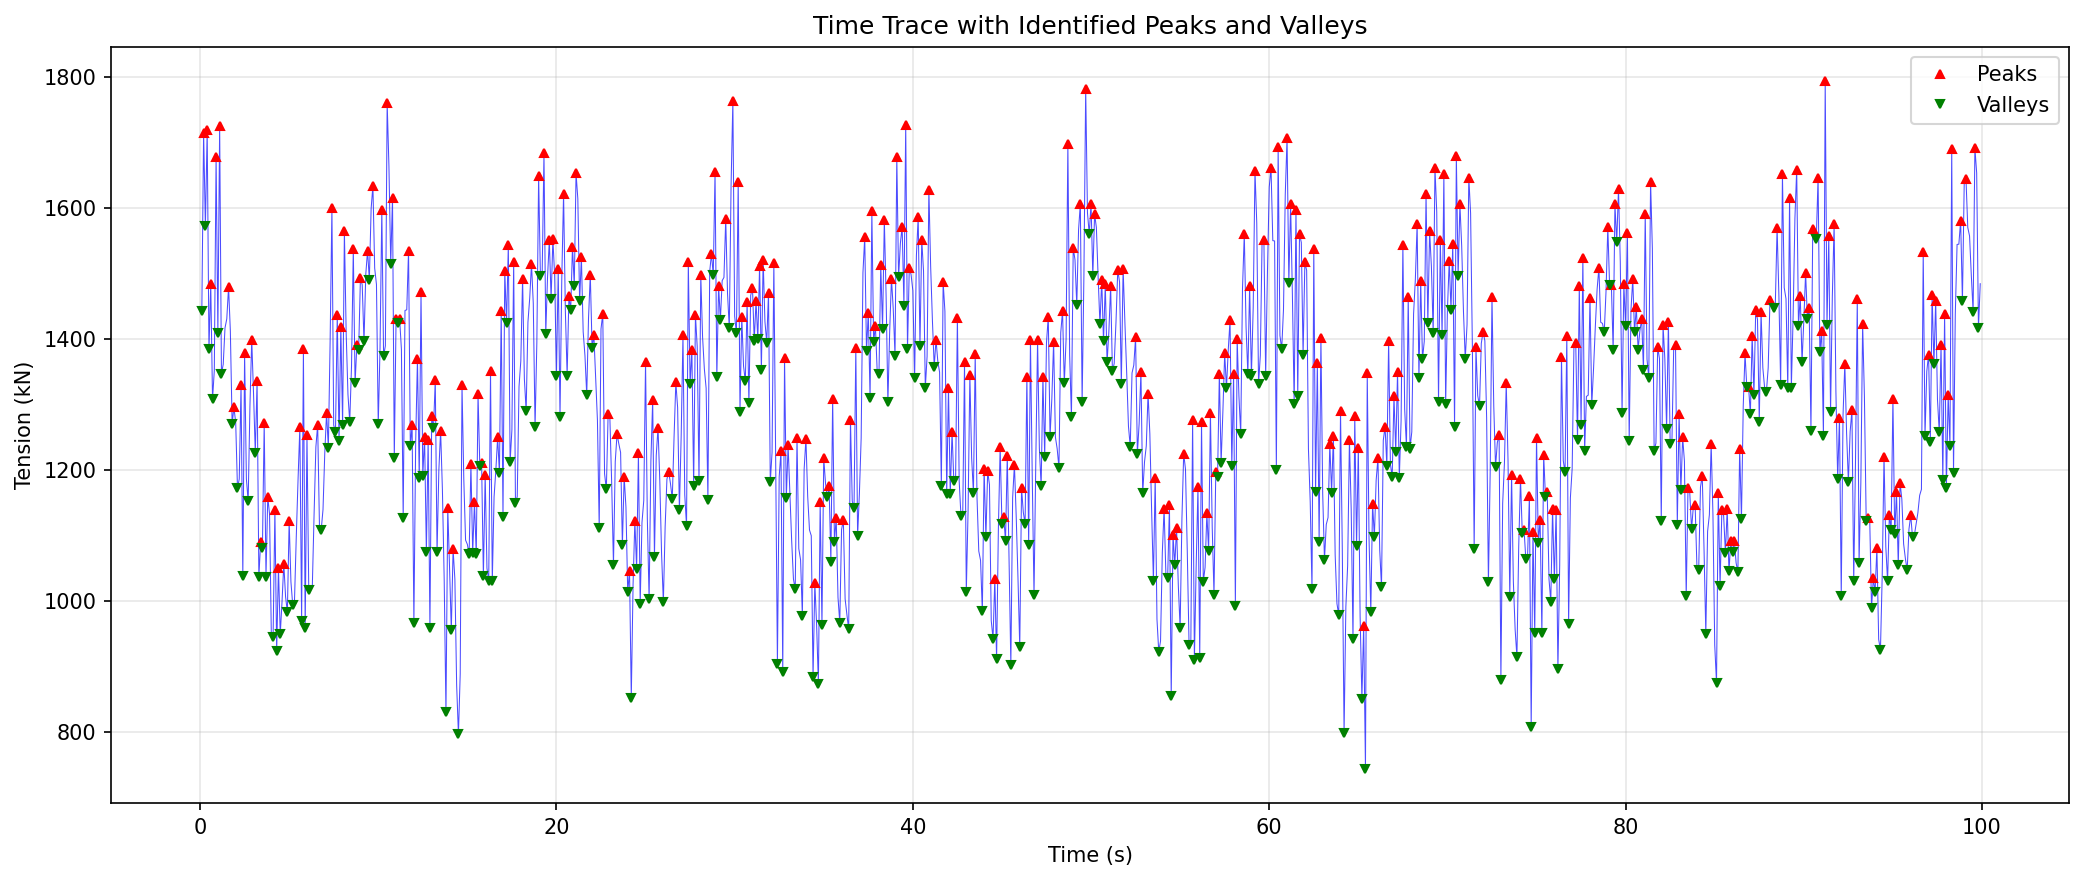 Time Trace with Identified Peaks and Valleys
Peaks
Valleys
Tension (kN)
1800
1600
1400
1200
1000
800
0
20
40
60
80
100
Time (s)